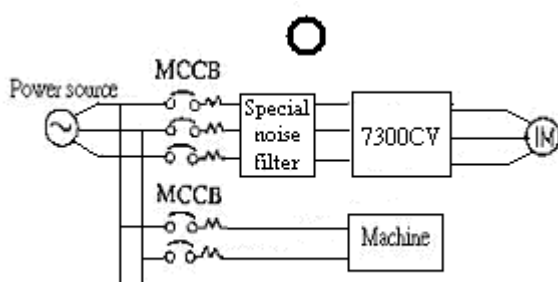 MCCB
Power source
Special
noise
filter
7300CV
IM
MCCB
Machine